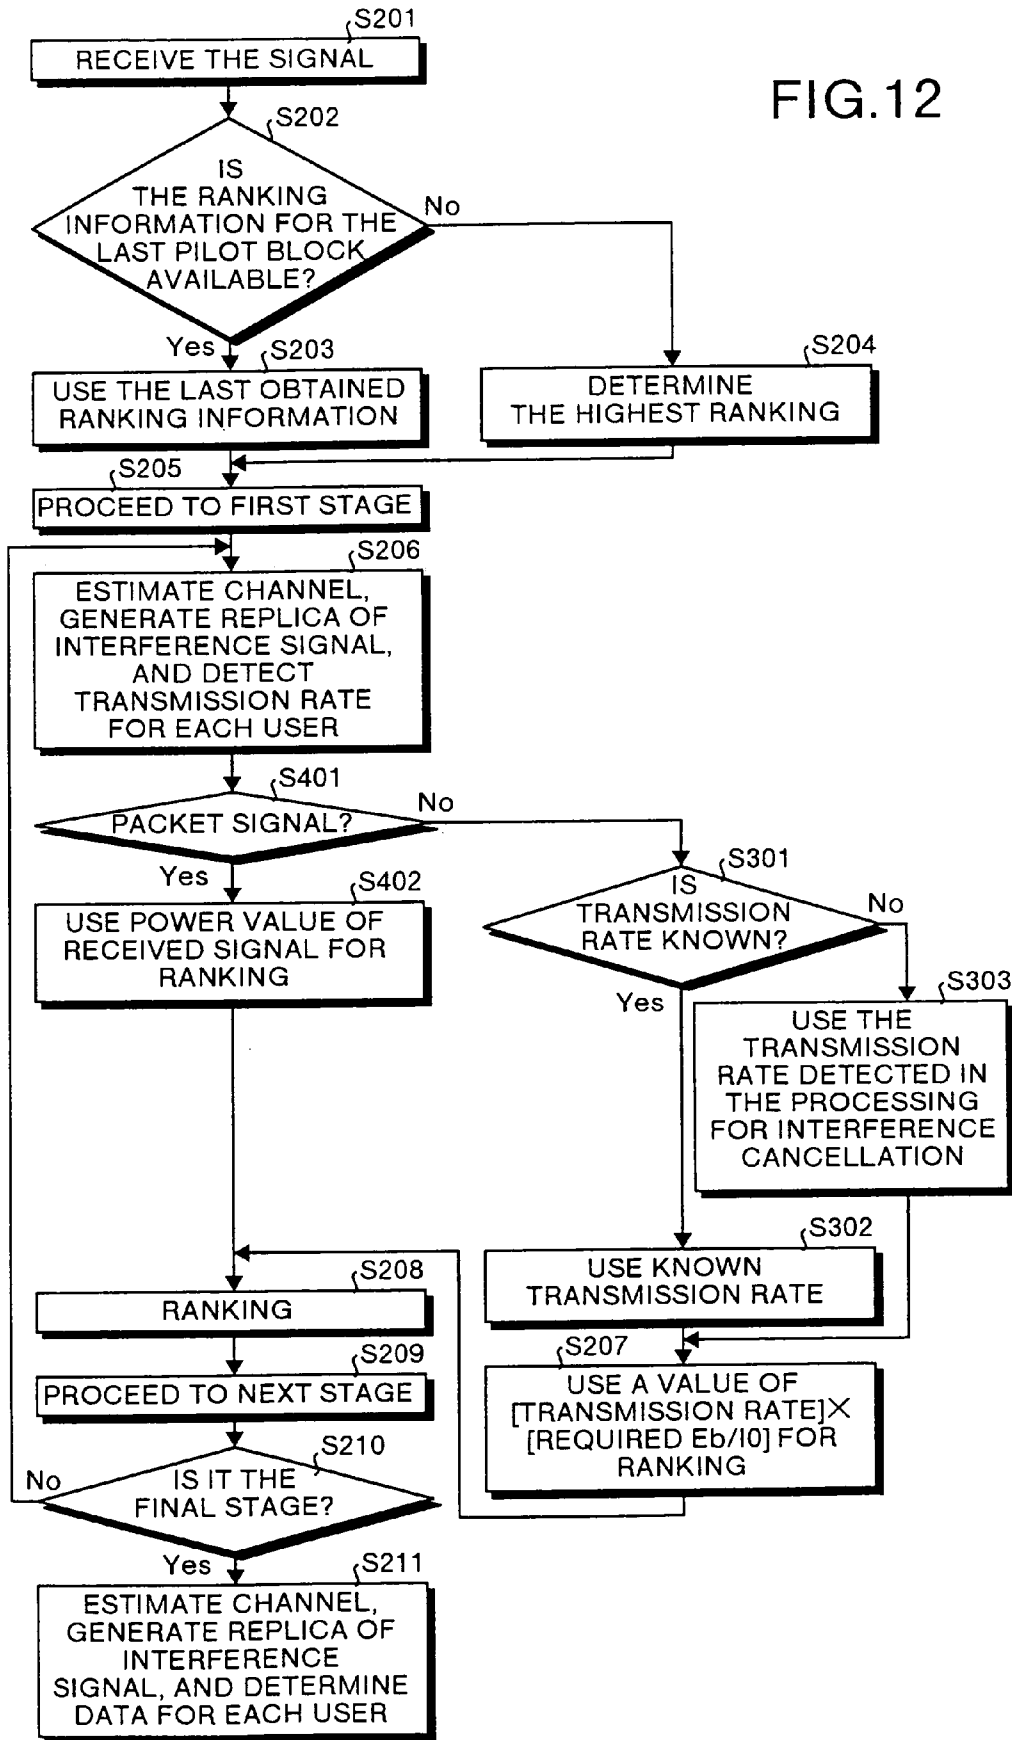 S201
RECEIVE THE SIGNAL
FIG.12
S202
IS
THE RANKING
INFORMATION FOR THE
LAST PILOT BLOCK
AVAILABLE?
No
Yes
S203
USE THE LAST OBTAINED
RANKING INFORMATION
S204
DETERMINE
THE HIGHEST RANKING
S205
PROCEED TO FIRST STAGE
S206
ESTIMATE CHANNEL,
GENERATE REPLICA OF
INTERFERENCE SIGNAL,
AND DETECT
TRANSMISSION RATE
FOR EACH USER
S401
PACKET SIGNAL?
No
Yes
S402
USE POWER VALUE OF
RECEIVED SIGNAL FOR
RANKING
S301
IS
TRANSMISSION
RATE KNOWN?
No
Yes
S303
USE THE
TRANSMISSION
RATE DETECTED IN
THE PROCESSING
FOR INTERFERENCE
CANCELLATION
S302
USE KNOWN
TRANSMISSION RATE
S207
USE A VALUE OF
[TRANSMISSION RATE]X
[REQUIRED Eb/I0] FOR
RANKING
S208
RANKING
S209
PROCEED TO NEXT STAGE
S210
IS IT THE
FINAL STAGE?
No
Yes
S211
ESTIMATE CHANNEL,
GENERATE REPLICA OF
INTERFERENCE
SIGNAL, AND DETERMINE
DATA FOR EACH USER